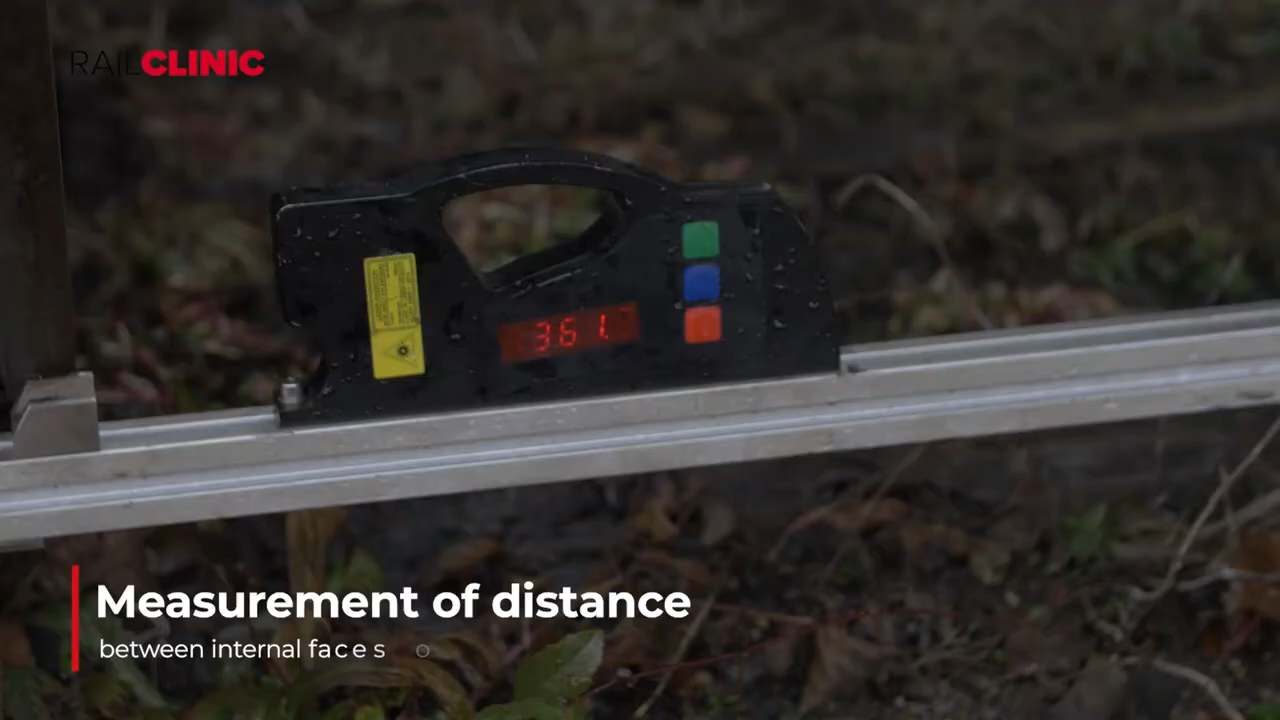 RAILCLINIC
361.
Measurement of distance
between internal faces o